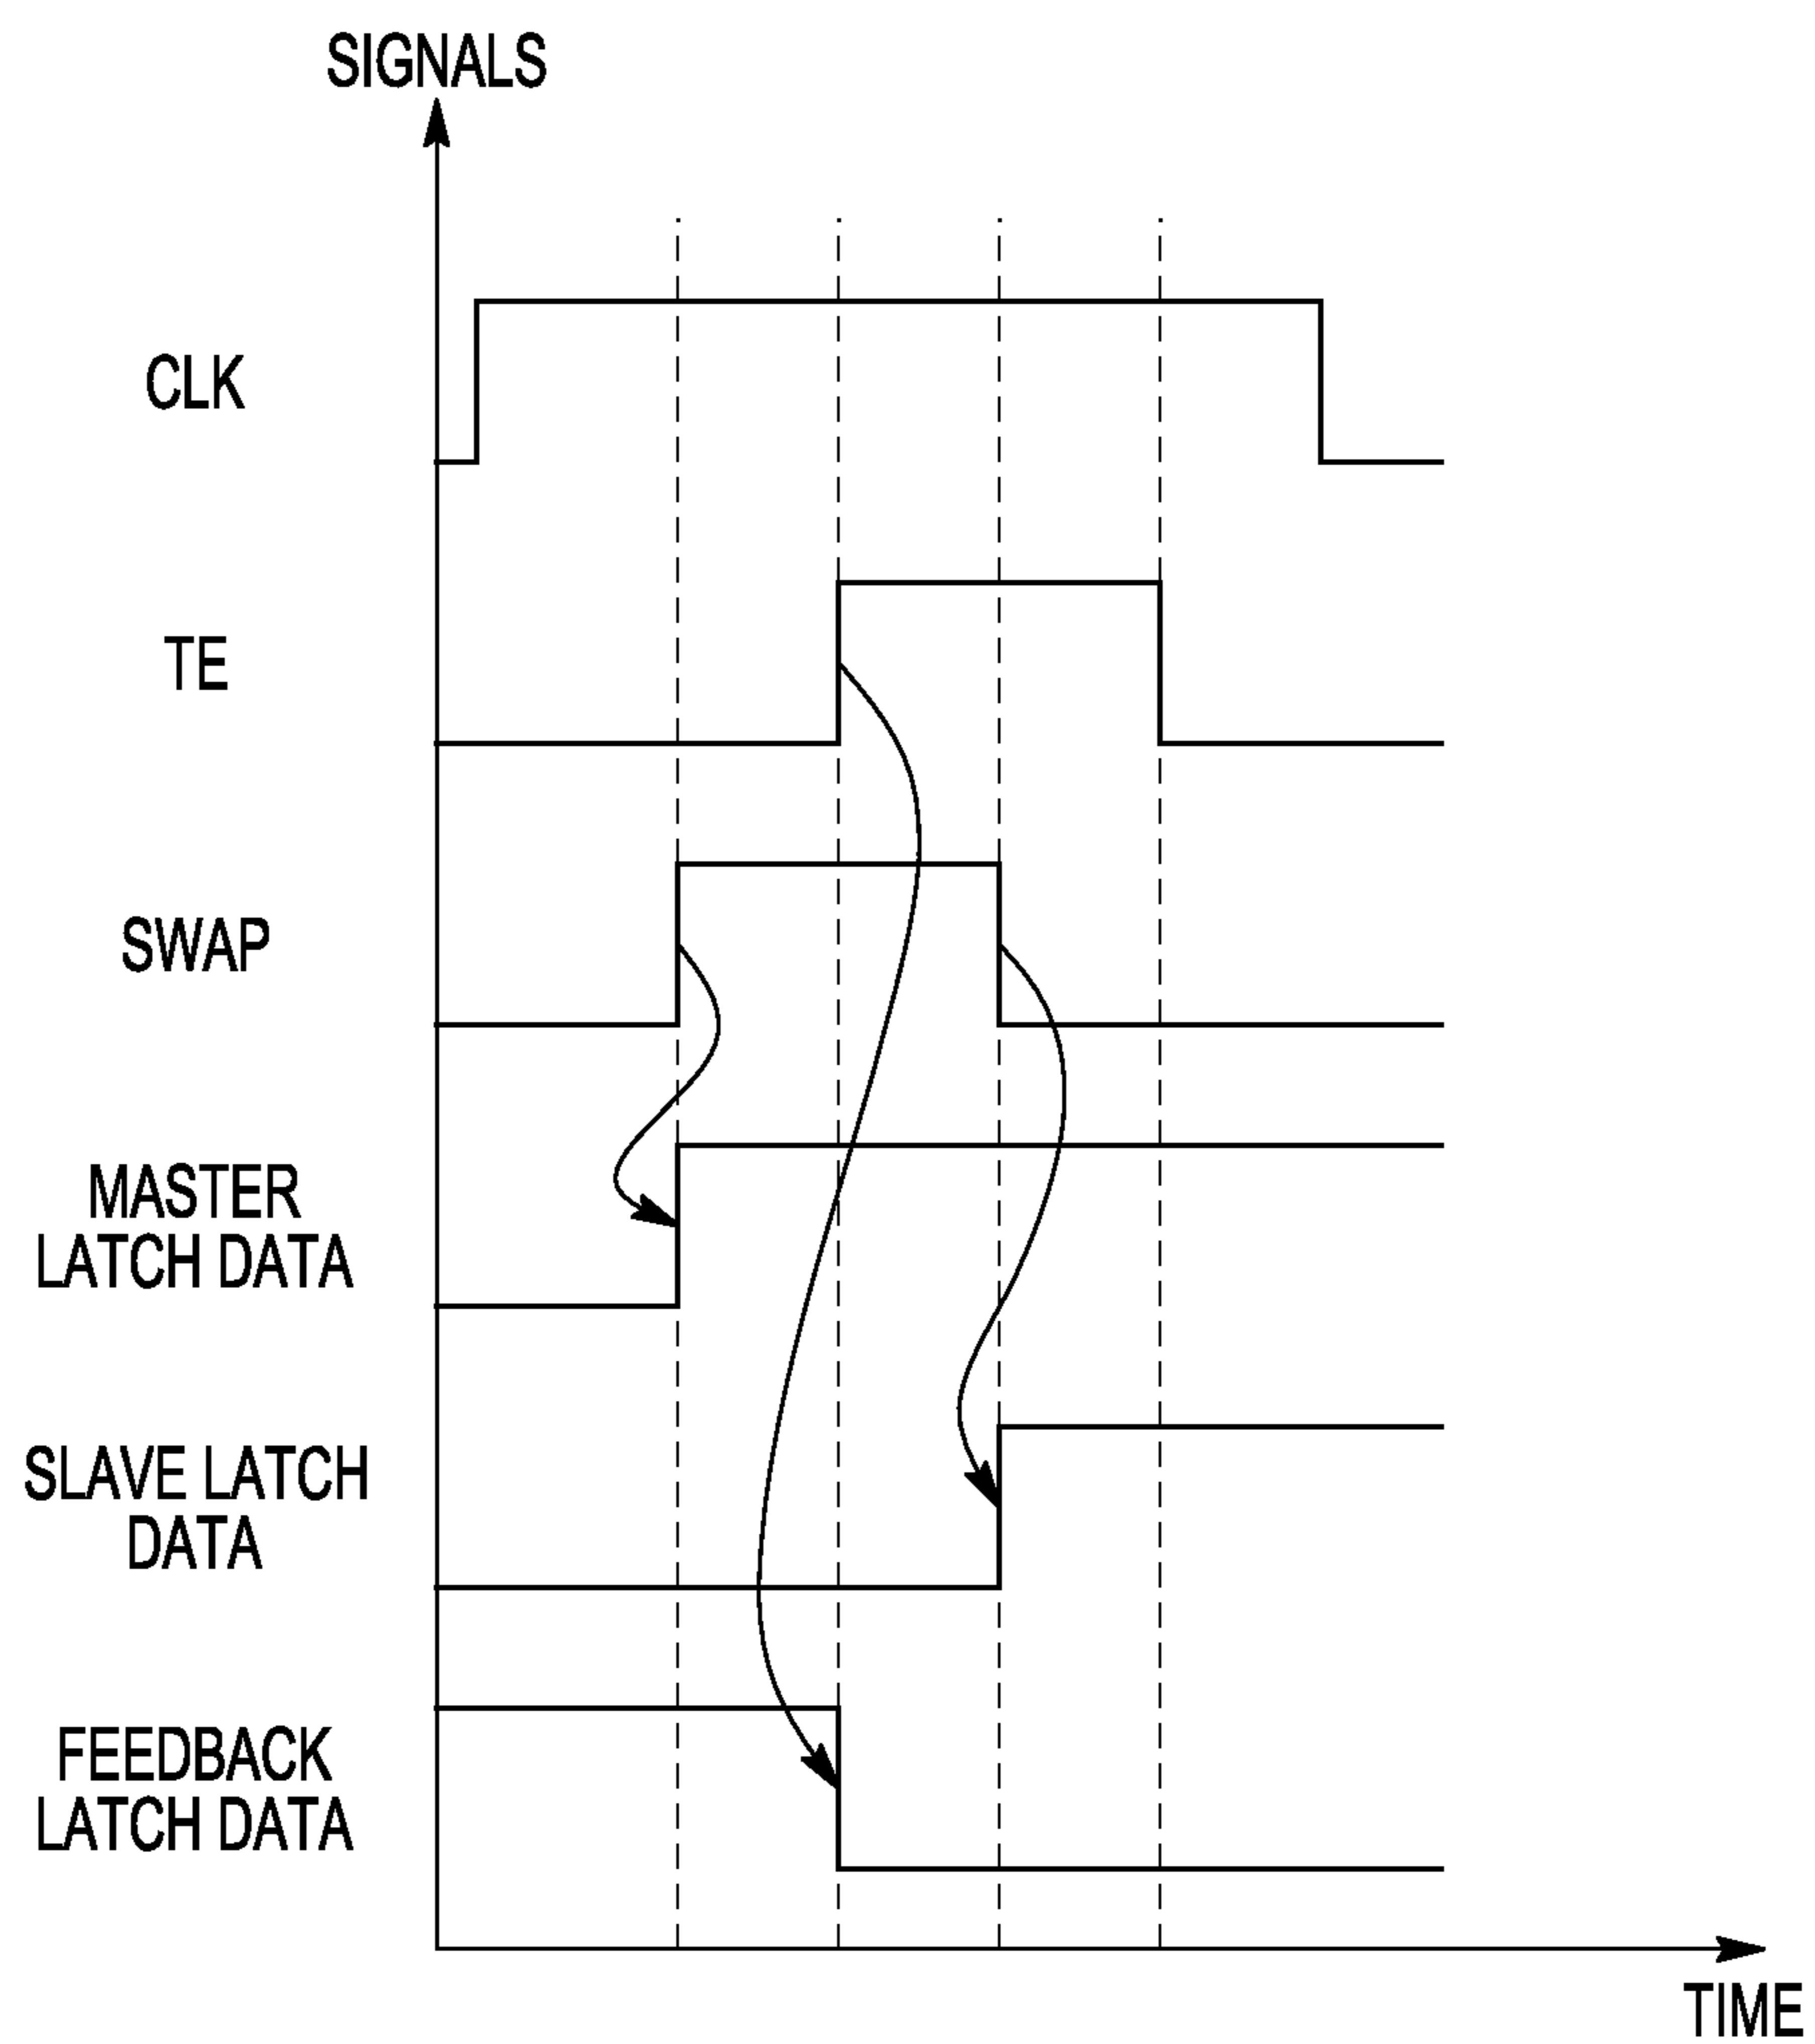 SIGNALS
CLK
TE
SWAP
MASTER
LATCH DATA
SLAVE LATCH
DATA
FEEDBACK
LATCH DATA
TIME